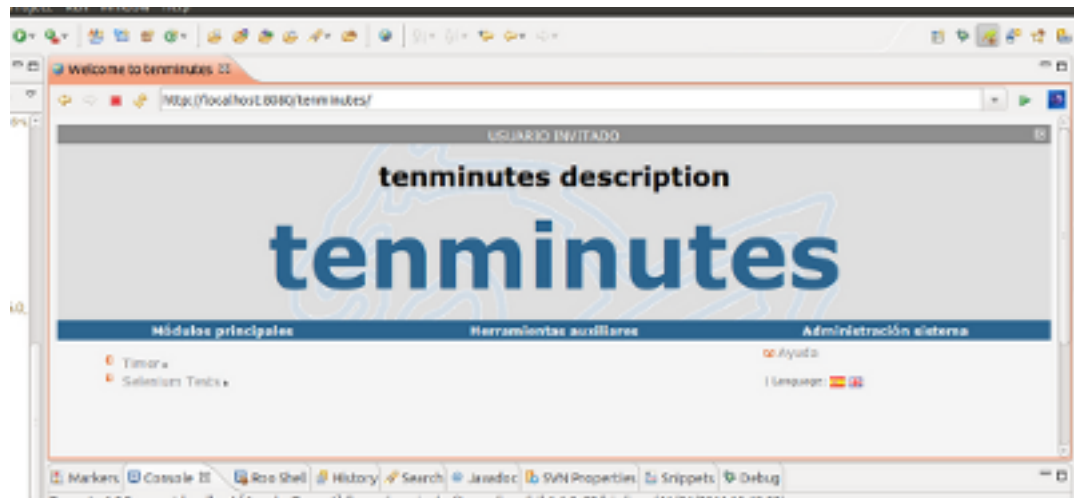 Welcome to tenminutes
http://localhost:8080/tenminutes/
USUARIO INVITADO
tenminutes description
tenminutes
Módulos principales Herramientas auxiliares Administración sistema
Timer
Ayuda
Selenium Tests
| Language:
Markers Console Roo Shell History Search Javadoc SVN Properties Snippets Debug